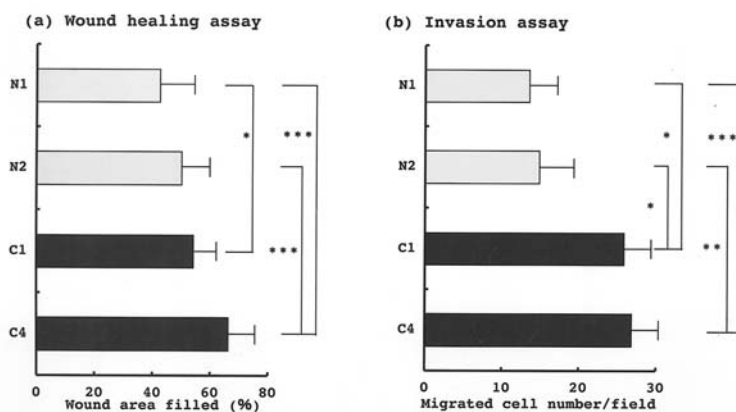 (a) Wound healing assay
N1
N2
C1
C4
*
***
***
0 20 40 60 80
Wound area filled (%)
(b) Invasion assay
N1
N2
C1
C4
*
***
*
**
0 10 20 30
Migrated cell number/field